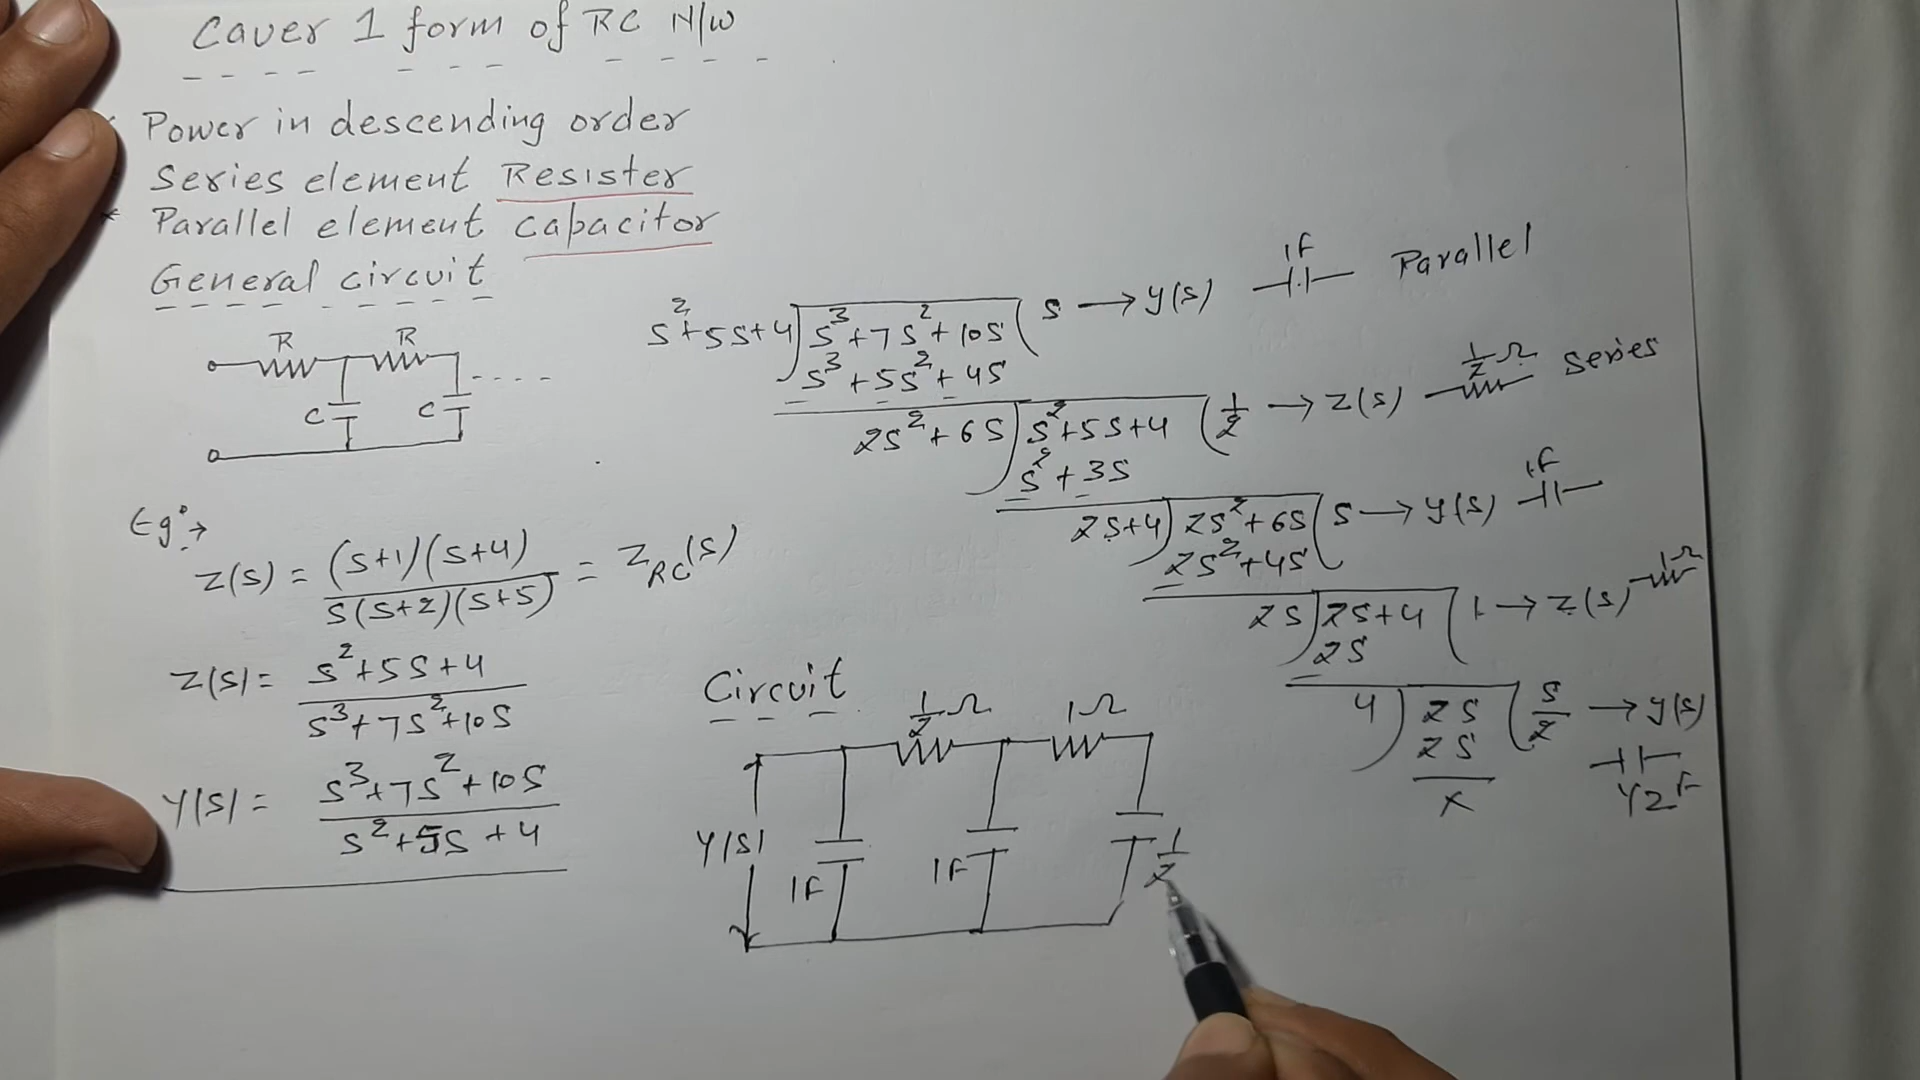 Cauer 1 form of RC N/W
Power in descending order
Series element Resister
* Parallel element Capacitor
General circuit
R R
C C
Eg:→
Z(s) = (s+1)(s+4) / s(s+2)(s+5) = Z_RC(s)
Z(s) = s²+5s+4 / s³+7s²+10s
Y(s) = s³+7s²+10s / s²+5s+4
s²+5s+4) s³+7s²+10s ( s → y(s) 1F Parallel
s³+5s²+4s
2s²+6s) s²+5s+4 ( 1/2 → Z(s) 1/2 Ω Series
s²+3s
2s+4) 2s²+6s ( s → y(s) 1F
2s²+4s
2s) 2s+4 ( 1 → Z(s) 1Ω
2s
4) 2s ( s/2 → y(s)
2s
x
1/2 F
Circuit
1/2 Ω 1Ω
Y(s)
1F 1F 1/2